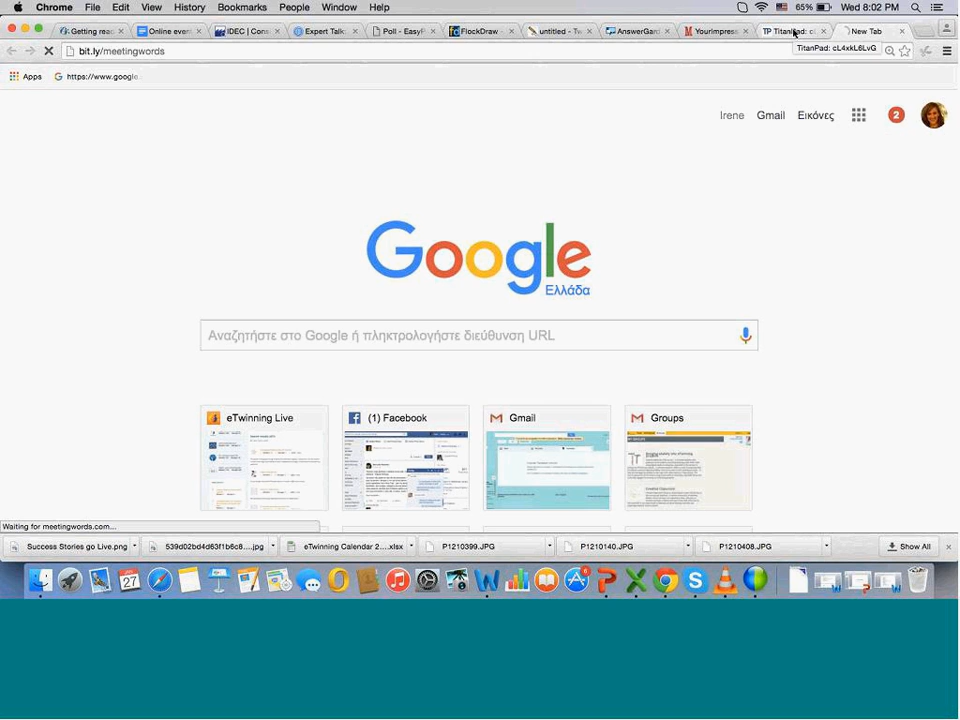 Chrome File Edit View History Bookmarks People Window Help 65% Wed 8:02 PM
Getting read Online even IDEC | Cons Expert Talk: Poll - EasyP FlockDraw untitled - Tw AnswerGard Yourimpress TP TitanPad: cl New Tab
bit.ly/meetingwords TitanPad: cL4xkL6LvG
Apps https://www.google.
Irene Gmail Εικόνες 2
Google
Ελλάδα
Αναζητήστε στο Google ή πληκτρολογήστε διεύθυνση URL
eTwinning Live (1) Facebook Gmail Groups
Waiting for meetingwords.com...
Success Stories go Live.png 539d02bd4d63f1b6c8....jpg eTwinning Calendar 2....xlsx P1210399.JPG P1210140.JPG P1210408.JPG Show All
27